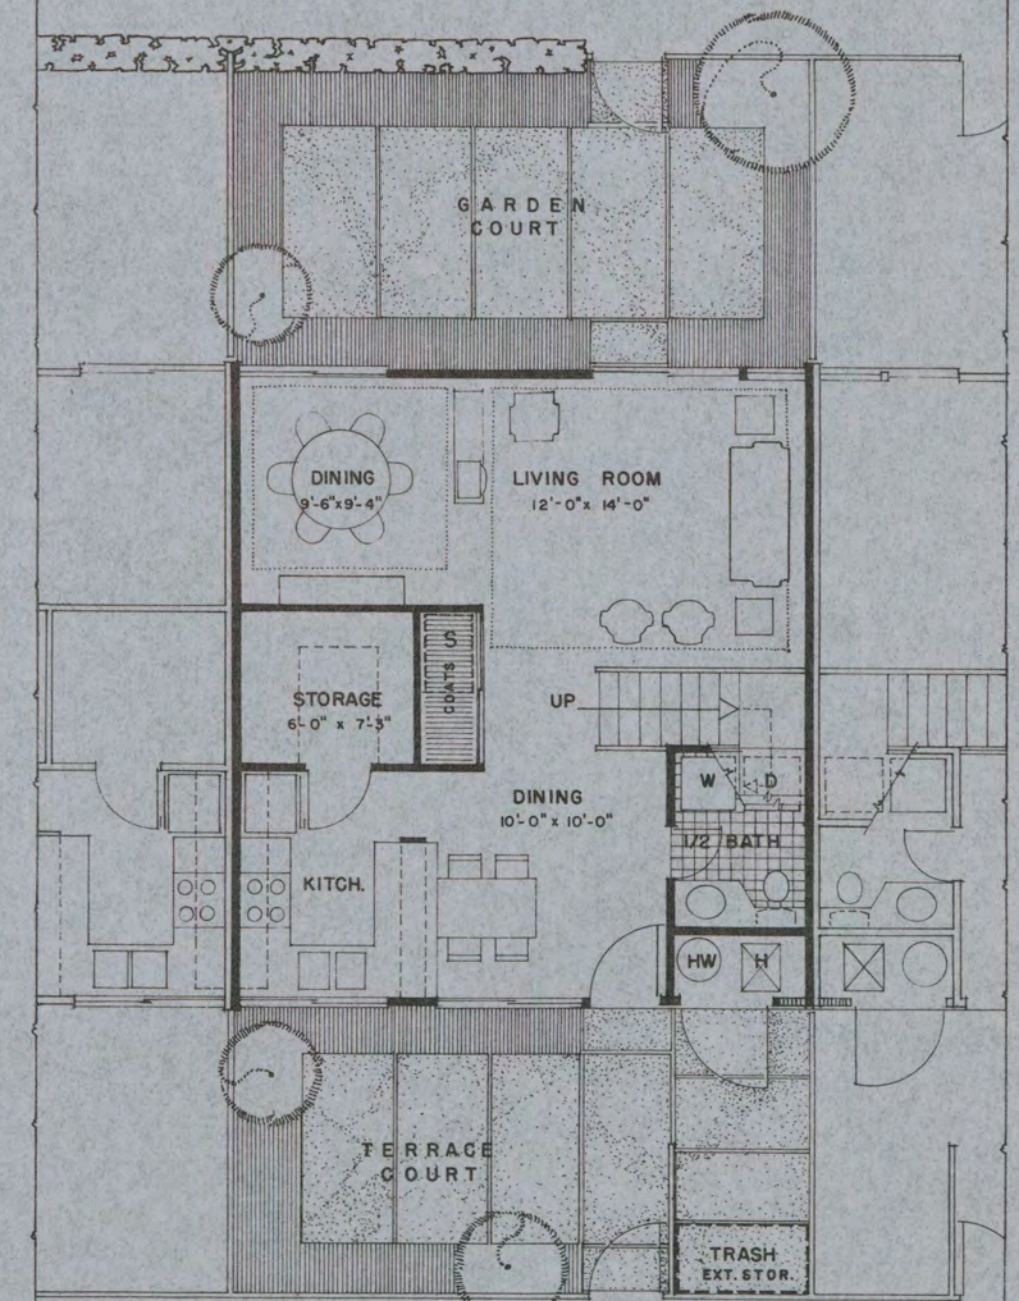 GARDEN
COURT
DINING
9'-6"x9'-4"
LIVING ROOM
12'-0"x 14'-0"
S
COATS
STORAGE
6'-0" x 7'-3"
UP
W
D
DINING
10'-0" x 10'-0"
1/2 BATH
KITCH.
HW
H
TERRACE
COURT
TRASH
EXT. STOR.